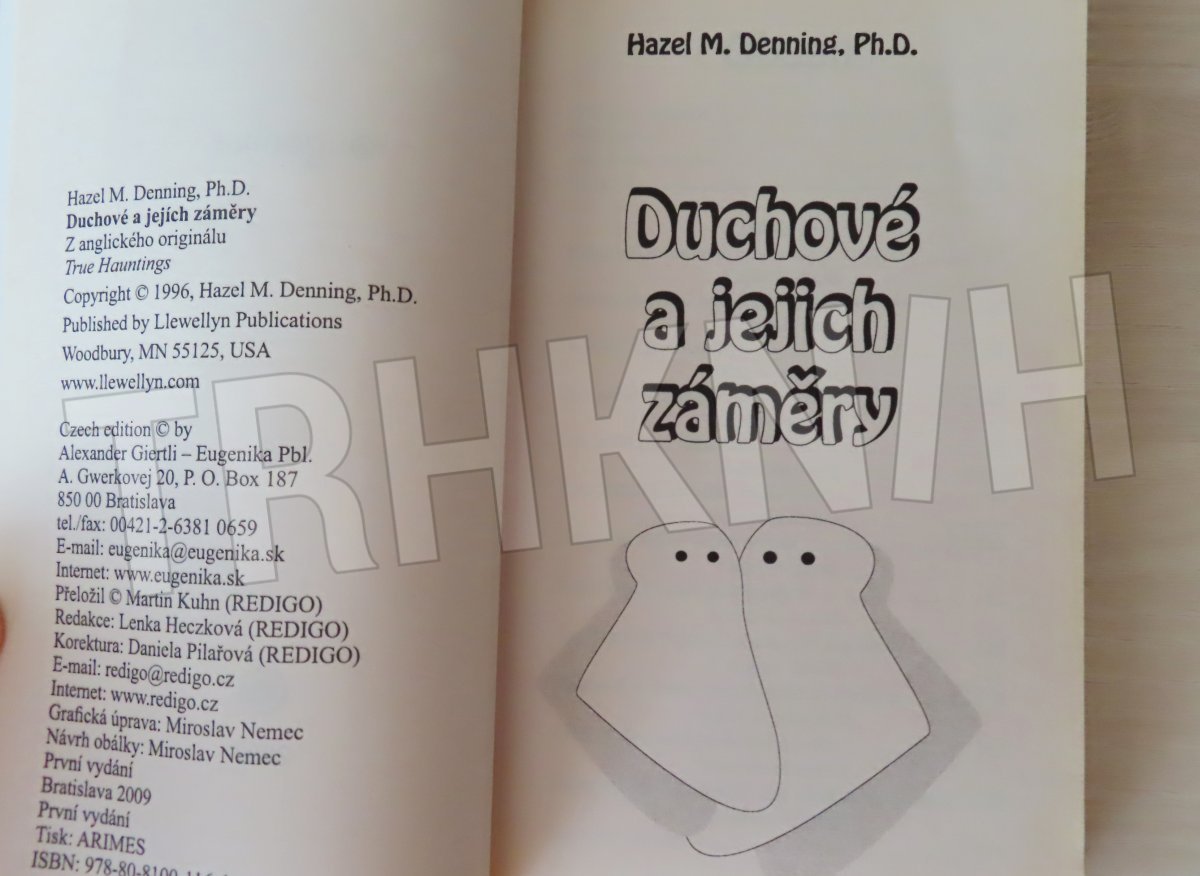 Hazel M. Denning, Ph.D.
Duchové a jejích záměry
Z anglického originálu
True Hauntings
Copyright © 1996, Hazel M. Denning, Ph.D.
Published by Llewellyn Publications
Woodbury, MN 55125, USA
www.llewellyn.com
Czech edition © by
Alexander Giertli – Eugenika Pbl.
A. Gwerkovej 20, P. O. Box 187
850 00 Bratislava
tel./fax: 00421-2-6381 0659
E-mail: eugenika@eugenika.sk
Internet: www.eugenika.sk
Přeložil © Martin Kuhn (REDIGO)
Redakce: Lenka Heczková (REDIGO)
Korektura: Daniela Pilařová (REDIGO)
E-mail: redigo@redigo.cz
Internet: www.redigo.cz
Grafická úprava: Miroslav Nemec
Návrh obálky: Miroslav Nemec
První vydání
Bratislava 2009
První vydání
Tisk: ARIMES
ISBN:
Hazel M. Denning, Ph.D.
Duchové
a jejich
záměry
TRHKNIH